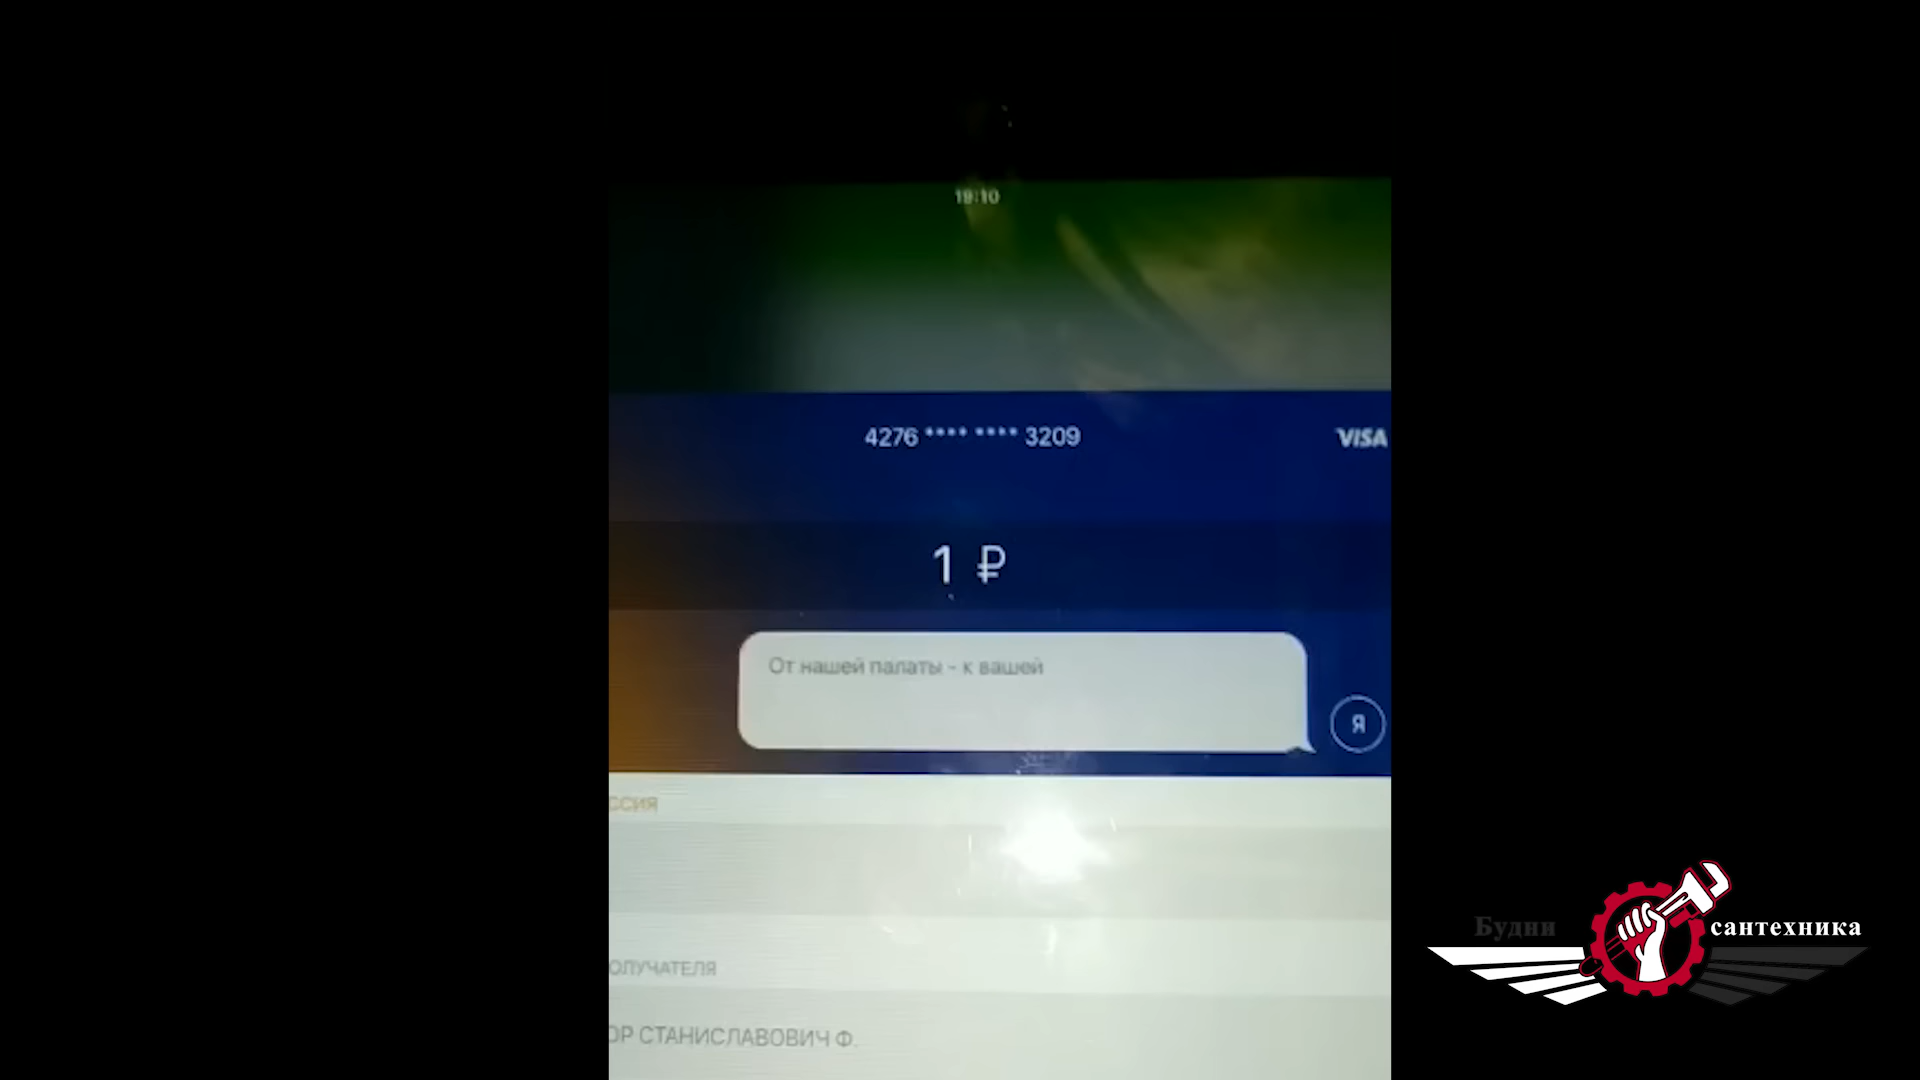 19:10
4276 **** **** 3209
VISA
1 ₽
От нашей палаты - к вашей
Я
ССИЯ
ОЛУЧАТЕЛЯ
ОР СТАНИСЛАВОВИЧ Ф.
Будни сантехника